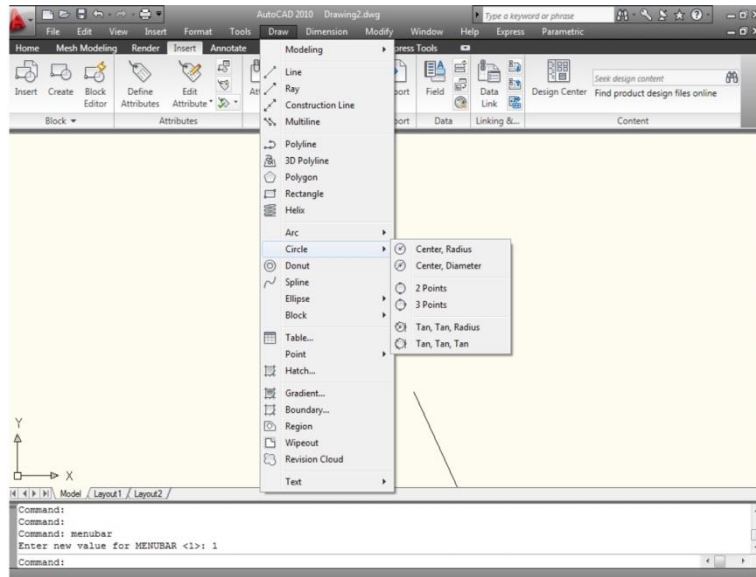 AutoCAD 2010 Drawing2.dwg
Type a keyword or phrase
File Edit View Insert Format Tools Draw Dimension Modify Window Help Express Parametric
Home Mesh Modeling Render Insert Annotate press Tools
Insert Create Block Editor
Define Attributes
Edit Attribute
Att
port
Field
Data Link
Design Center
Seek design content
Find product design files online
Block
Attributes
port
Data
Linking &...
Content
Modeling
Line
Ray
Construction Line
Multiline
Polyline
3D Polyline
Polygon
Rectangle
Helix
Arc
Circle
Donut
Spline
Ellipse
Block
Table...
Point
Hatch...
Gradient...
Boundary...
Region
Wipeout
Revision Cloud
Text
Center, Radius
Center, Diameter
2 Points
3 Points
Tan, Tan, Radius
Tan, Tan, Tan
Y
X
Model Layout1 Layout2
Command:
Command:
Command: menubar
Enter new value for MENUBAR <1>: 1
Command: